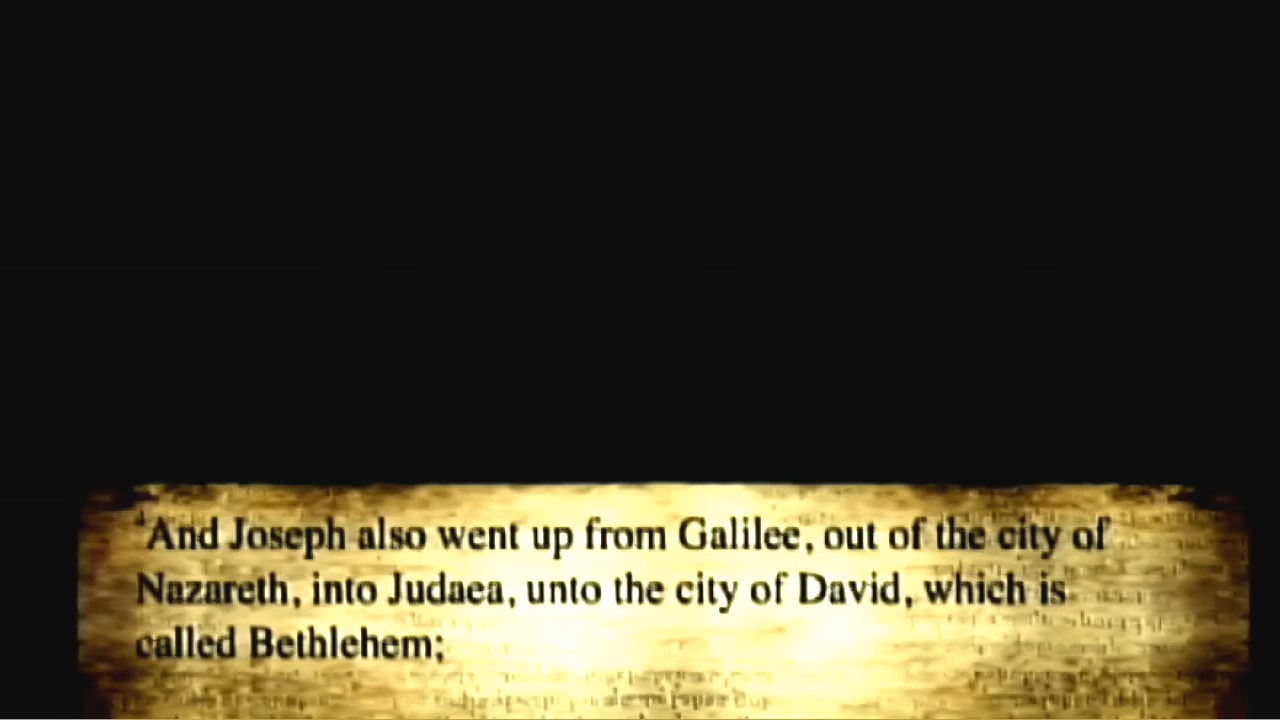 ⁴And Joseph also went up from Galilee, out of the city of
Nazareth, into Judaea, unto the city of David, which is
called Bethlehem;